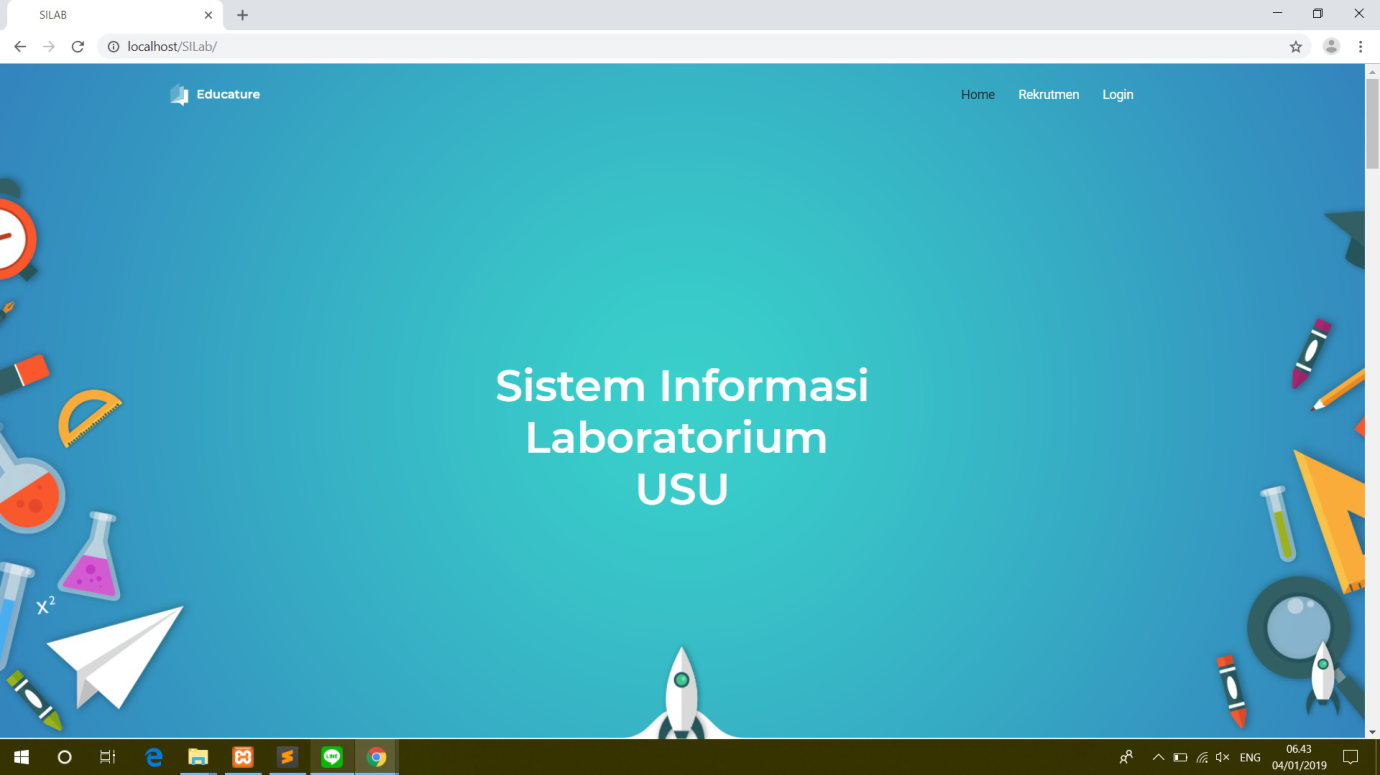 SILAB
localhost/SILab/
Educature
Home Rekrutmen Login
Sistem Informasi
Laboratorium
USU
x²
ENG
06.43
04/01/2019